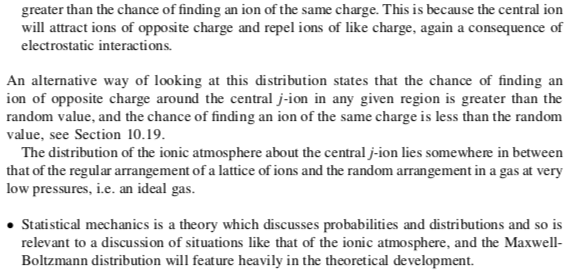 greater than the chance of finding an ion of the same charge. This is because the central ion
will attract ions of opposite charge and repel ions of like charge, again a consequence of
electrostatic interactions.
An alternative way of looking at this distribution states that the chance of finding an
ion of opposite charge around the central j-ion in any given region is greater than the
random value, and the chance of finding an ion of the same charge is less than the random
value, see Section 10.19.
The distribution of the ionic atmosphere about the central j-ion lies somewhere in between
that of the regular arrangement of a lattice of ions and the random arrangement in a gas at very
low pressures, i.e. an ideal gas.
• Statistical mechanics is a theory which discusses probabilities and distributions and so is
relevant to a discussion of situations like that of the ionic atmosphere, and the Maxwell-
Boltzmann distribution will feature heavily in the theoretical development.